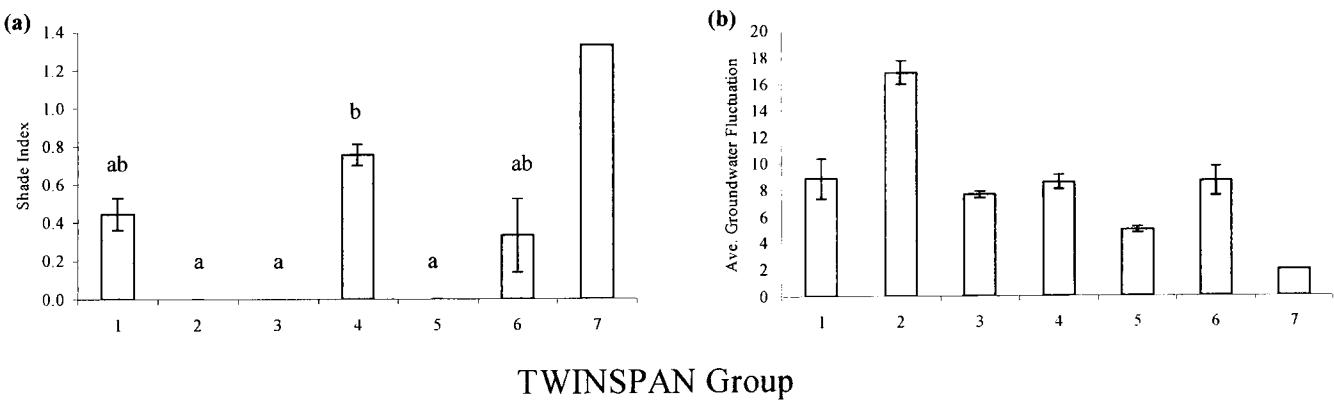 (a)
Shade Index
1.4
1.2
1.0
0.8
0.6
0.4
0.2
0.0
ab
a
a
b
a
ab
1 2 3 4 5 6 7
(b)
Ave. Groundwater Fluctuation
20
18
16
14
12
10
8
6
4
2
0
1 2 3 4 5 6 7
TWINSPAN Group